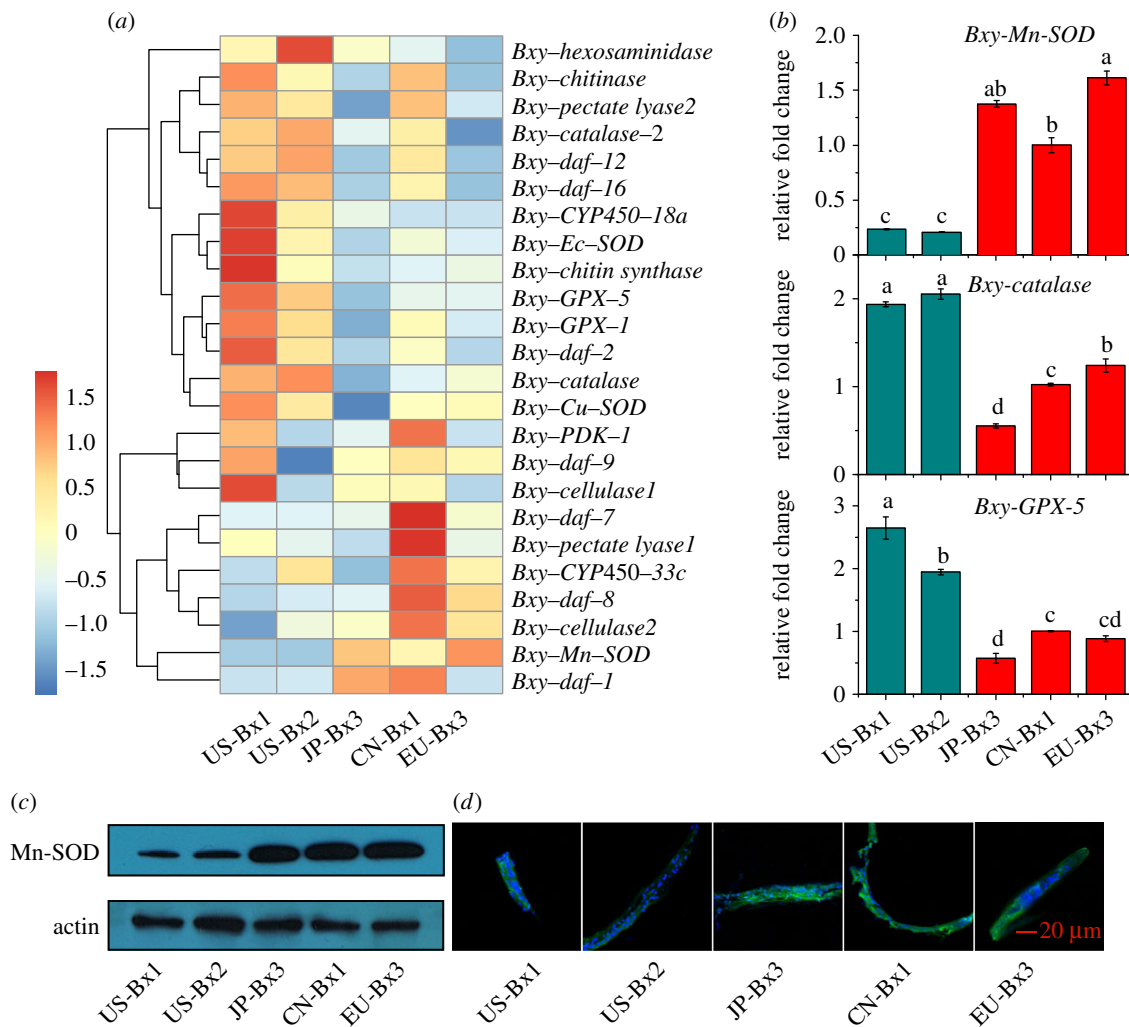 (a)
Bxy–hexosaminidase
Bxy–chitinase
Bxy–pectate lyase2
Bxy–catalase–2
Bxy–daf–12
Bxy–daf–16
Bxy–CYP450–18a
Bxy–Ec–SOD
Bxy–chitin synthase
Bxy–GPX–5
Bxy–GPX–1
Bxy–daf–2
Bxy–catalase
Bxy–Cu–SOD
Bxy–PDK–1
Bxy–daf–9
Bxy–cellulase1
Bxy–daf–7
Bxy–pectate lyase1
Bxy–CYP450–33c
Bxy–daf–8
Bxy–cellulase2
Bxy–Mn–SOD
Bxy–daf–1
1.5
1.0
0.5
0
–0.5
–1.0
–1.5
US-Bx1
US-Bx2
JP-Bx3
CN-Bx1
EU-Bx3
(b)
Bxy-Mn-SOD
relative fold change
2.0
1.5
1.0
0.5
0
c
c
ab
b
a
Bxy-catalase
relative fold change
2
1
0
a
a
d
c
b
Bxy-GPX-5
relative fold change
3
2
1
0
a
b
d
c
cd
US-Bx1
US-Bx2
JP-Bx3
CN-Bx1
EU-Bx3
(c)
Mn-SOD
actin
US-Bx1
US-Bx2
JP-Bx3
CN-Bx1
EU-Bx3
(d)
20 μm
US-Bx1
US-Bx2
JP-Bx3
CN-Bx1
EU-Bx3